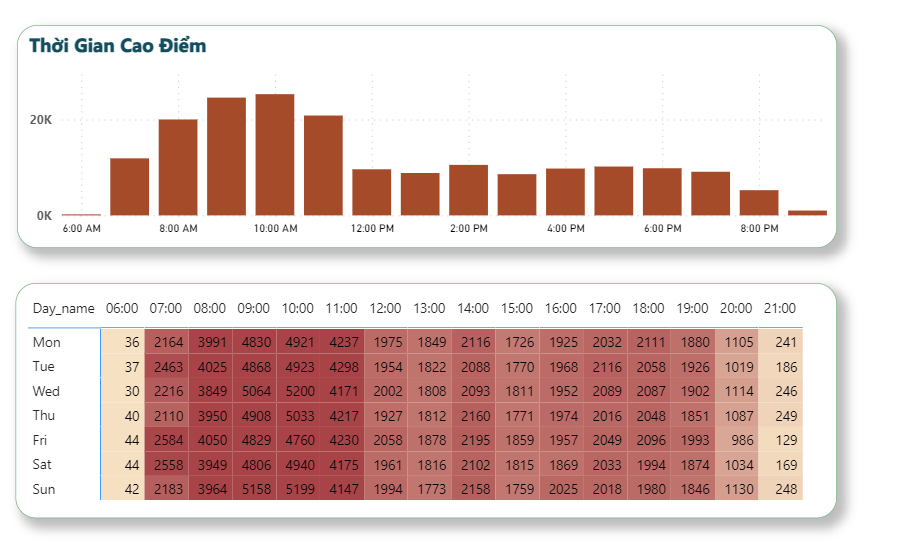 Thời Gian Cao Điểm
20K
0K
6:00 AM 8:00 AM 10:00 AM 12:00 PM 2:00 PM 4:00 PM 6:00 PM 8:00 PM
Day_name 06:00 07:00 08:00 09:00 10:00 11:00 12:00 13:00 14:00 15:00 16:00 17:00 18:00 19:00 20:00 21:00
Mon 36 2164 3991 4830 4921 4237 1975 1849 2116 1726 1925 2032 2111 1880 1105 241
Tue 37 2463 4025 4868 4923 4298 1954 1822 2088 1770 1968 2116 2058 1926 1019 186
Wed 30 2216 3849 5064 5200 4171 2002 1808 2093 1811 1952 2089 2087 1902 1114 246
Thu 40 2110 3950 4908 5033 4217 1927 1812 2160 1771 1974 2016 2048 1851 1087 249
Fri 44 2584 4050 4829 4760 4230 2058 1878 2195 1859 1957 2049 2096 1993 986 129
Sat 44 2558 3949 4806 4940 4175 1961 1816 2102 1815 1869 2033 1994 1874 1034 169
Sun 42 2183 3964 5158 5199 4147 1994 1773 2158 1759 2025 2018 1980 1846 1130 248